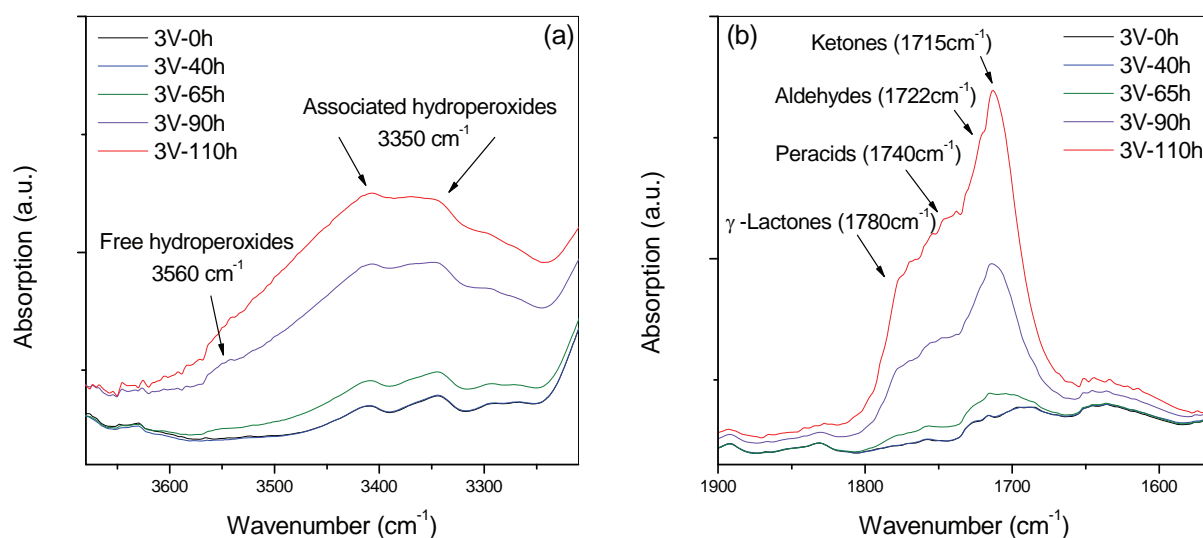 (a)
3V-0h
3V-40h
3V-65h
3V-90h
3V-110h
Associated hydroperoxides
3350 cm⁻¹
Free hydroperoxides
3560 cm⁻¹
Absorption (a.u.)
3600 3500 3400 3300
Wavenumber (cm⁻¹)
(b)
Ketones (1715cm⁻¹)
Aldehydes (1722cm⁻¹)
Peracids (1740cm⁻¹)
γ -Lactones (1780cm⁻¹)
3V-0h
3V-40h
3V-65h
3V-90h
3V-110h
Absorption (a.u.)
1900 1800 1700 1600
Wavenumber (cm⁻¹)